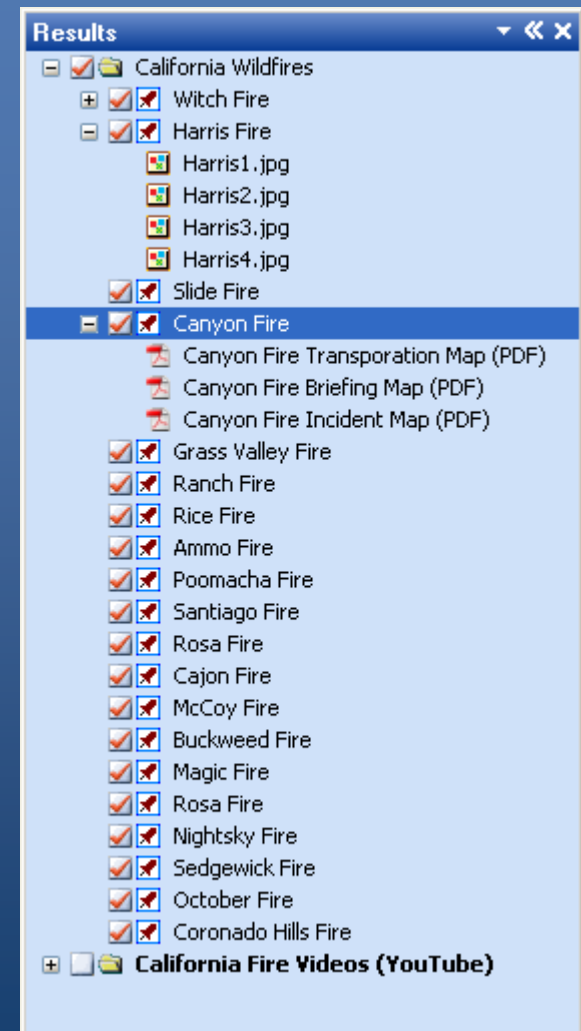 Results
California Wildfires
Witch Fire
Harris Fire
Harris1.jpg
Harris2.jpg
Harris3.jpg
Harris4.jpg
Slide Fire
Canyon Fire
Canyon Fire Transporation Map (PDF)
Canyon Fire Briefing Map (PDF)
Canyon Fire Incident Map (PDF)
Grass Valley Fire
Ranch Fire
Rice Fire
Ammo Fire
Poomacha Fire
Santiago Fire
Rosa Fire
Cajon Fire
McCoy Fire
Buckweed Fire
Magic Fire
Rosa Fire
Nightsky Fire
Sedgewick Fire
October Fire
Coronado Hills Fire
California Fire Videos (YouTube)